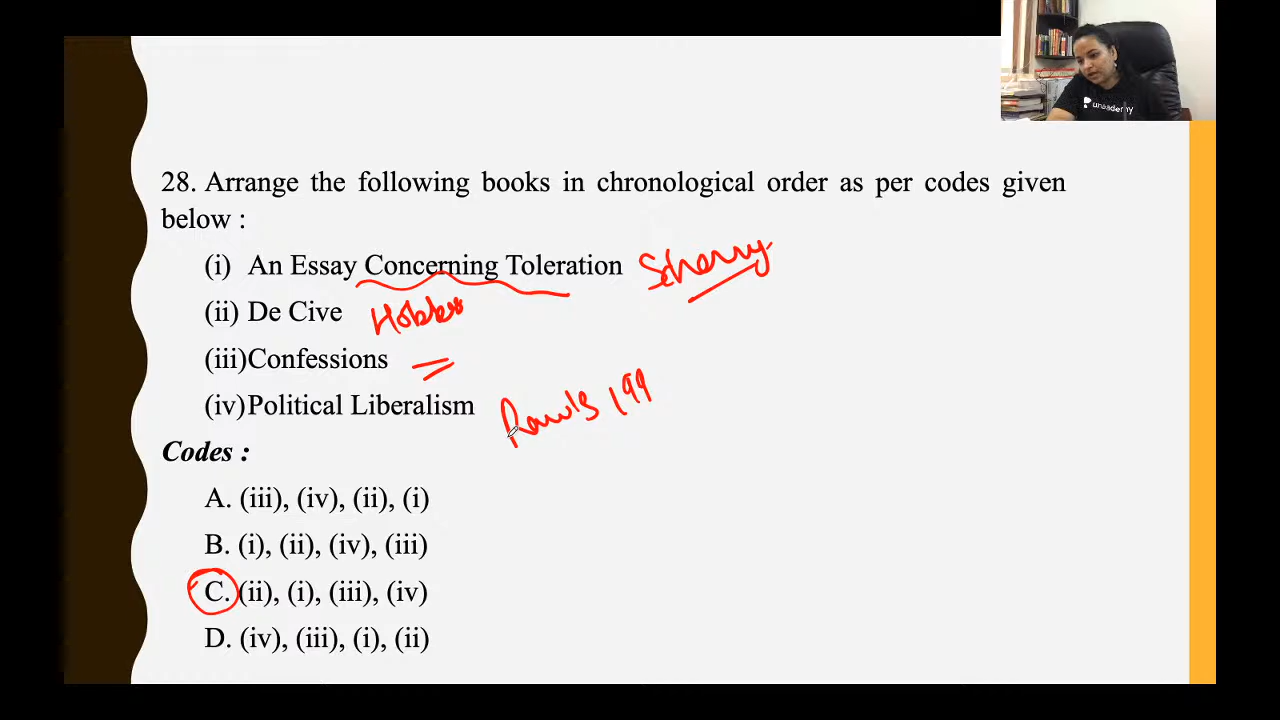 unacademy
28. Arrange the following books in chronological order as per codes given
below :
(i) An Essay Concerning Toleration Scherry
(ii) De Cive Hobbes
(iii)Confessions
(iv)Political Liberalism Rawls 199
Codes :
A. (iii), (iv), (ii), (i)
B. (i), (ii), (iv), (iii)
C. (ii), (i), (iii), (iv)
D. (iv), (iii), (i), (ii)